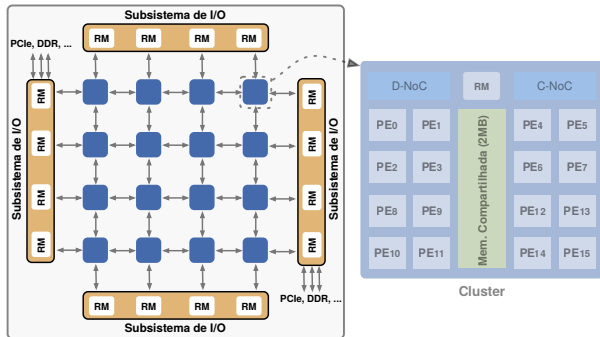 Subsistema de I/O
RM RM RM RM
PCIe, DDR, ...
Subsistema de I/O
RM
RM
RM
RM
Subsistema de I/O
RM
RM
RM
RM
PCIe, DDR, ...
RM RM RM RM
Subsistema de I/O
D-NoC RM C-NoC
PE0 PE1 PE4 PE5
PE2 PE3 PE6 PE7
PE8 PE9 PE12 PE13
PE10 PE11 PE14 PE15
Mem. Compartilhada (2MB)
Cluster